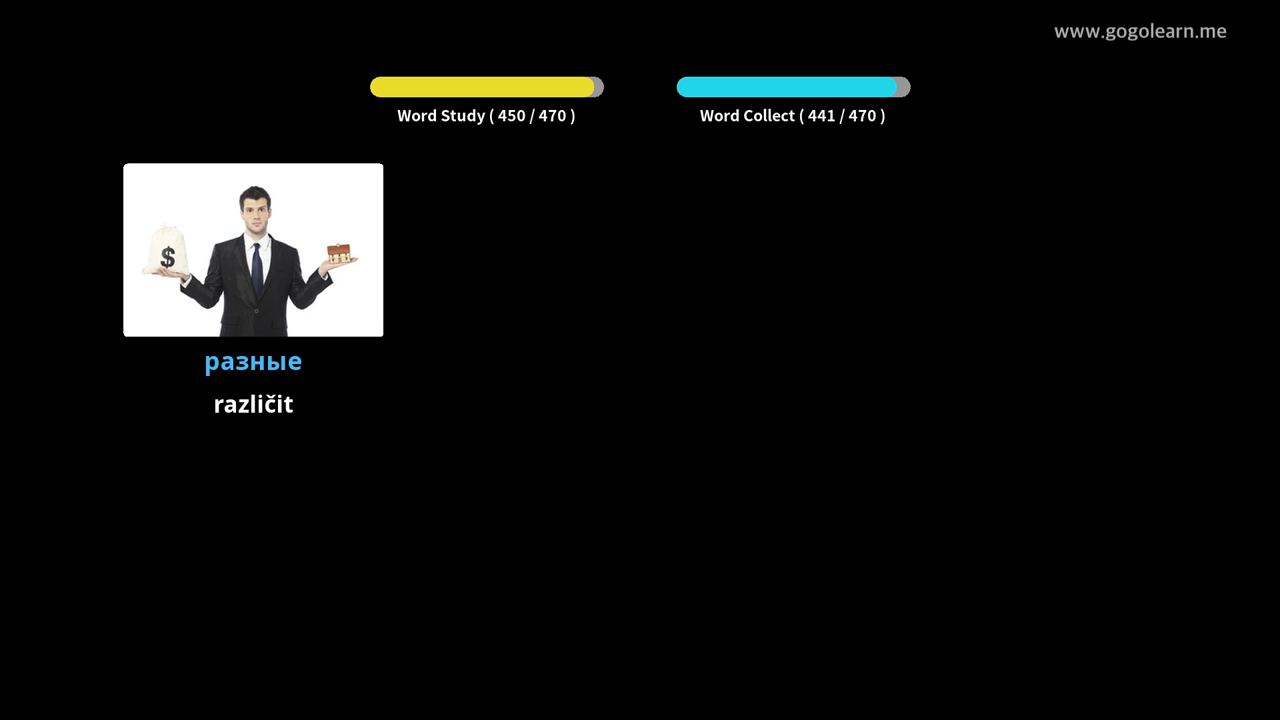 www.gogolearn.me
Word Study ( 450 / 470 )
Word Collect ( 441 / 470 )
$
разные
različit